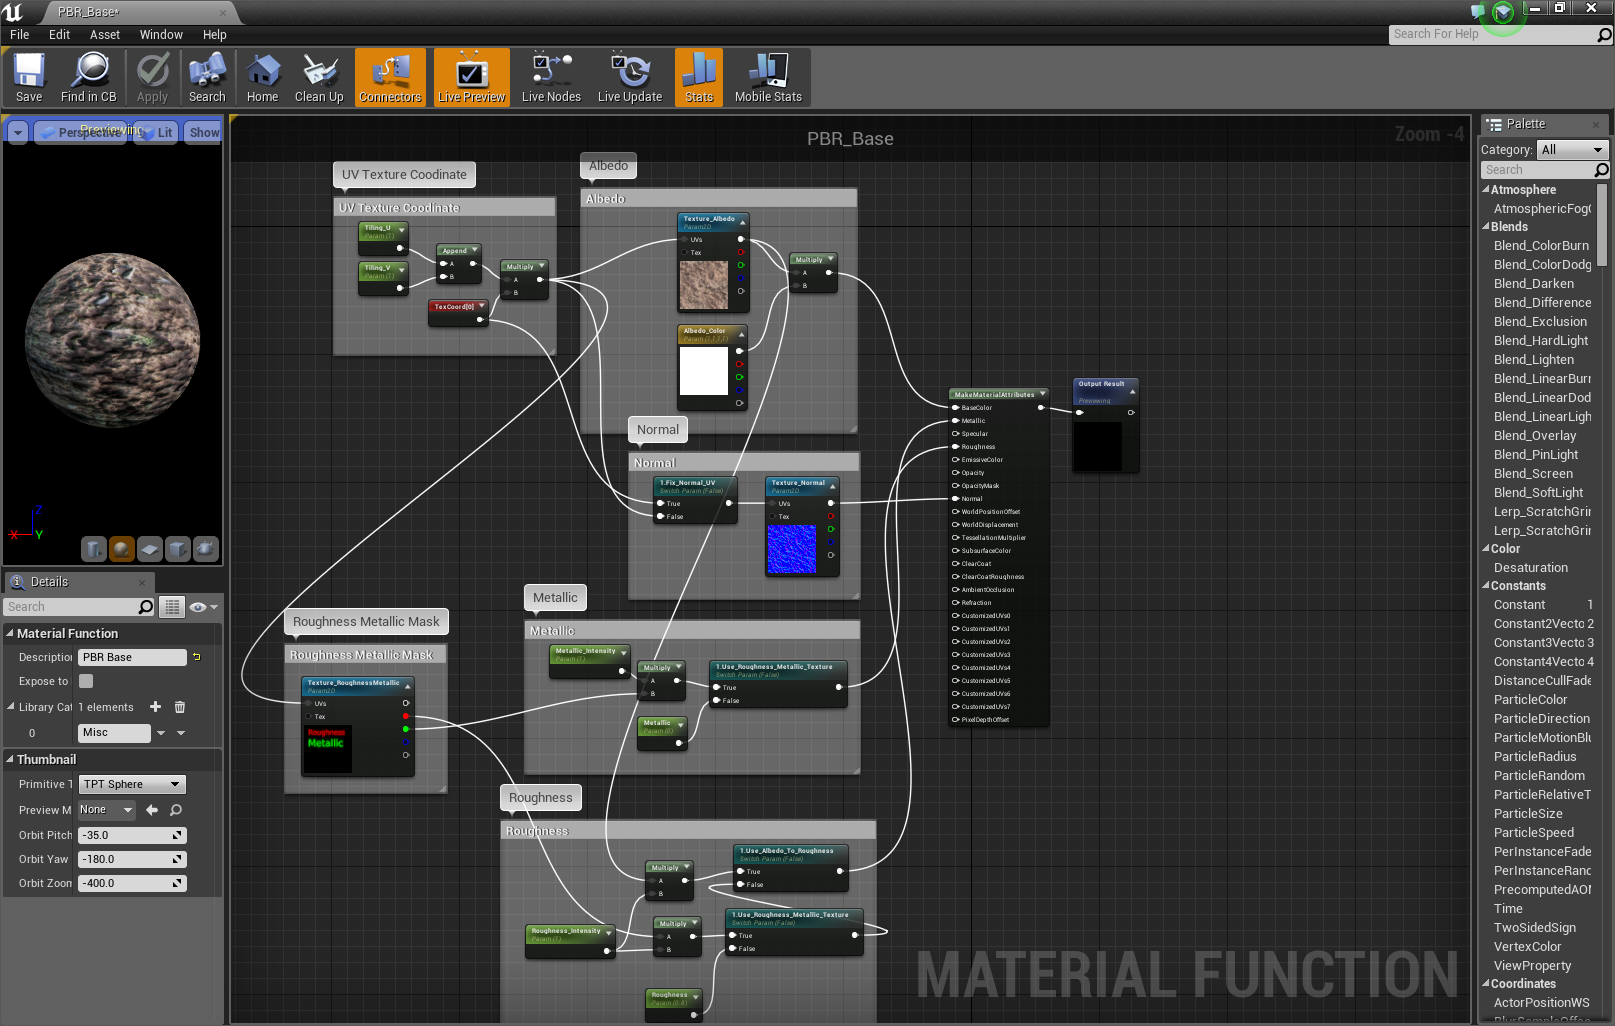 PBR_Base*
File Edit Asset Window Help
Search For Help
Save
Find in CB
Apply
Search
Home
Clean Up
Connectors
Live Preview
Live Nodes
Live Update
Stats
Mobile Stats
Perspective
Previewing
Lit
Show
PBR_Base
Zoom -4
UV Texture Coodinate
UV Texture Coodinate
Tiling_U
Param (1)
Tiling_V
Param (1)
Append
A
B
Multiply
A
B
TexCoord[0]
Albedo
Albedo
Texture_Albedo
Param2D
UVs
Tex
Multiply
A
B
Albedo_Color
Param (1,1,1,1)
Normal
Normal
1.Fix_Normal_UV
Switch Param (False)
True
False
Texture_Normal
Param2D
UVs
Tex
MakeMaterialAttributes
BaseColor
Metallic
Specular
Roughness
EmissiveColor
Opacity
OpacityMask
Normal
WorldPositionOffset
WorldDisplacement
TessellationMultiplier
SubsurfaceColor
ClearCoat
ClearCoatRoughness
AmbientOcclusion
Refraction
CustomizedUVs0
CustomizedUVs1
CustomizedUVs2
CustomizedUVs3
CustomizedUVs4
CustomizedUVs5
CustomizedUVs6
CustomizedUVs7
PixelDepthOffset
Output Result
Previewing
Metallic
Metallic
Metallic_Intensity
Param (1)
Multiply
A
B
1.Use_Roughness_Metallic_Texture
Switch Param (False)
True
False
Metallic
Param (0)
Roughness Metallic Mask
Roughness Metallic Mask
Texture_RoughnessMetallic
Param2D
UVs
Tex
Roughness
Metallic
Roughness
Roughness
Multiply
A
B
1.Use_Albedo_To_Roughness
Switch Param (False)
True
False
Roughness_Intensity
Param (1)
Multiply
A
B
1.Use_Roughness_Metallic_Texture
Switch Param (False)
True
False
Roughness
Param (0.8)
MATERIAL FUNCTION
Z
X
Y
Details
Search
Material Function
Descriptio PBR Base
Expose to
Library Cat 1 elements
0 Misc
Thumbnail
Primitive T TPT Sphere
Preview M None
Orbit Pitch -35.0
Orbit Yaw -180.0
Orbit Zoon -400.0
Palette
Category: All
Search
Atmosphere
AtmosphericFogC
Blends
Blend_ColorBurn
Blend_ColorDodg
Blend_Darken
Blend_Difference
Blend_Exclusion
Blend_HardLight
Blend_Lighten
Blend_LinearBurr
Blend_LinearDod
Blend_LinearLigh
Blend_Overlay
Blend_PinLight
Blend_Screen
Blend_SoftLight
Lerp_ScratchGrir
Lerp_ScratchGrir
Color
Desaturation
Constants
Constant 1
Constant2Vecto 2
Constant3Vecto 3
Constant4Vecto 4
DistanceCullFade
ParticleColor
ParticleDirection
ParticleMotionBlu
ParticleRadius
ParticleRandom
ParticleRelativeT
ParticleSize
ParticleSpeed
PerInstanceFade
PerInstanceRand
PrecomputedAOM
Time
TwoSidedSign
VertexColor
ViewProperty
Coordinates
ActorPositionWS